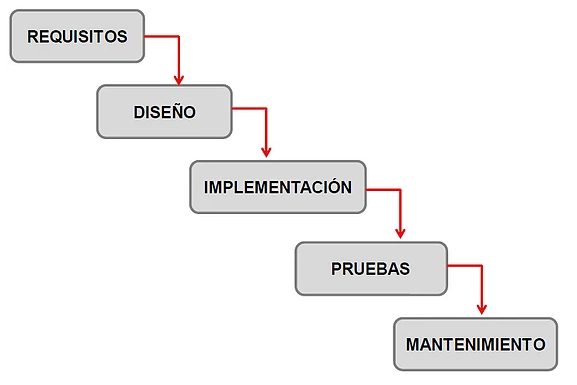 REQUISITOS
DISEÑO
IMPLEMENTACIÓN
PRUEBAS
MANTENIMIENTO